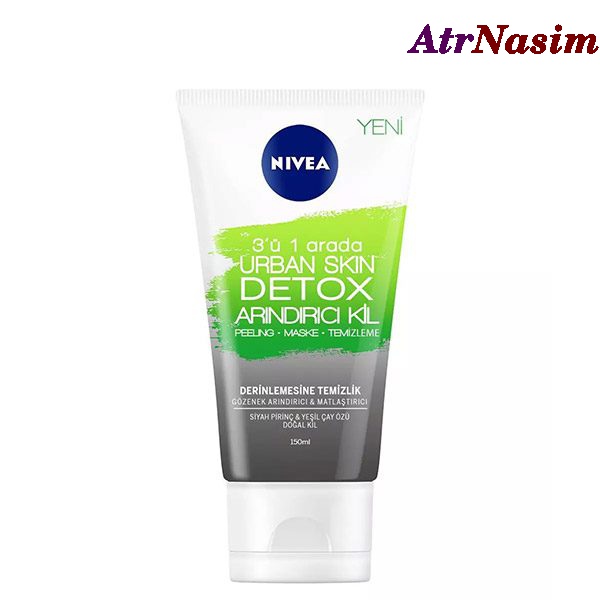 AtrNasim
YENİ
NIVEA
3'ü 1 arada
URBAN SKIN
DETOX
ARINDIRICI KİL
PEELING • MASKE • TEMİZLEME
DERİNLEMESİNE TEMİZLİK
GÖZENEK ARINDIRICI & MATLAŞTIRICI
SİYAH PİRİNÇ & YEŞİL ÇAY ÖZÜ
DOĞAL KİL
150ml